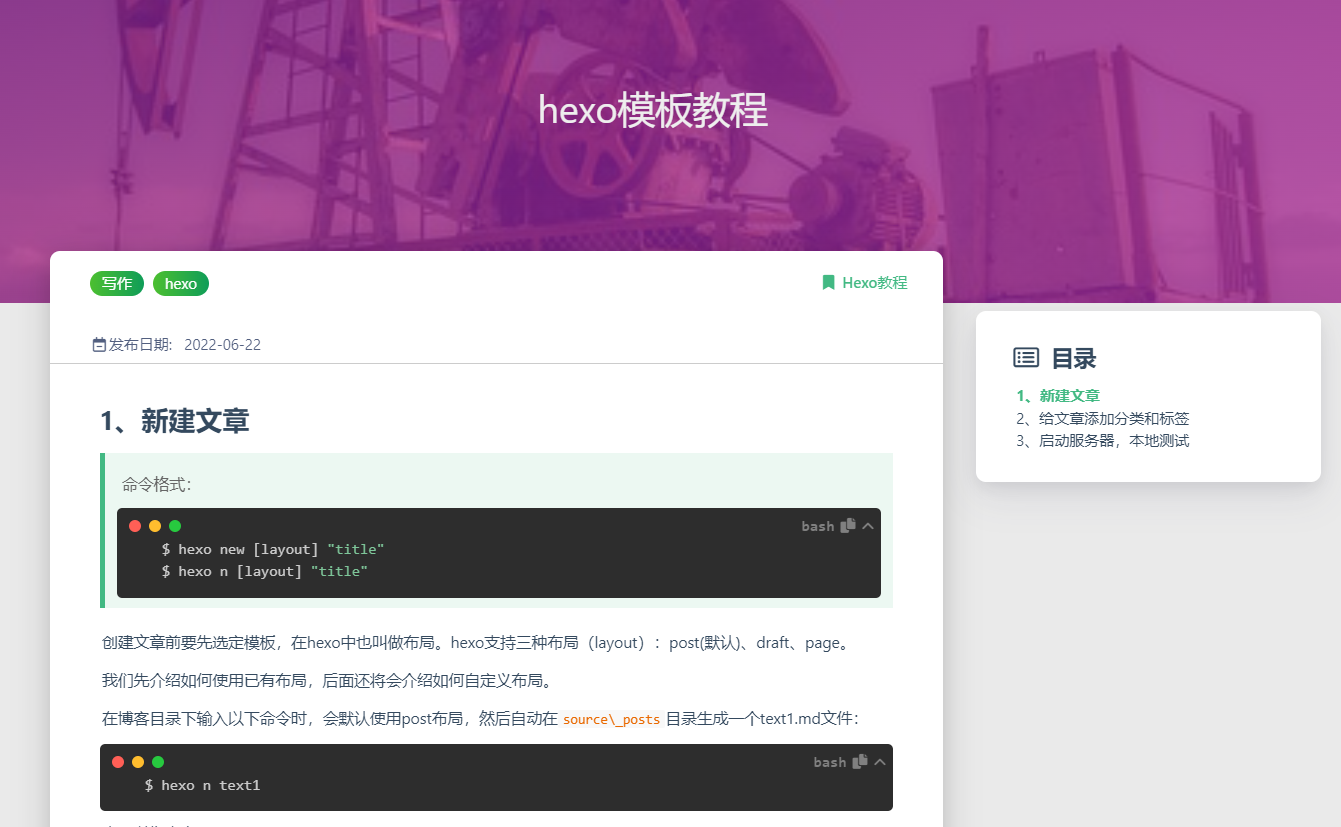 hexo模板教程
写作 hexo
Hexo教程
发布日期: 2022-06-22
目录
1、新建文章
2、给文章添加分类和标签
3、启动服务器，本地测试
1、新建文章
命令格式：
bash
$ hexo new [layout] "title"
$ hexo n [layout] "title"
创建文章前要先选定模板，在hexo中也叫做布局。hexo支持三种布局（layout）：post(默认)、draft、page。
我们先介绍如何使用已有布局，后面还将会介绍如何自定义布局。
在博客目录下输入以下命令时，会默认使用post布局，然后自动在 source\_posts 目录生成一个text1.md文件：
bash
$ hexo n text1